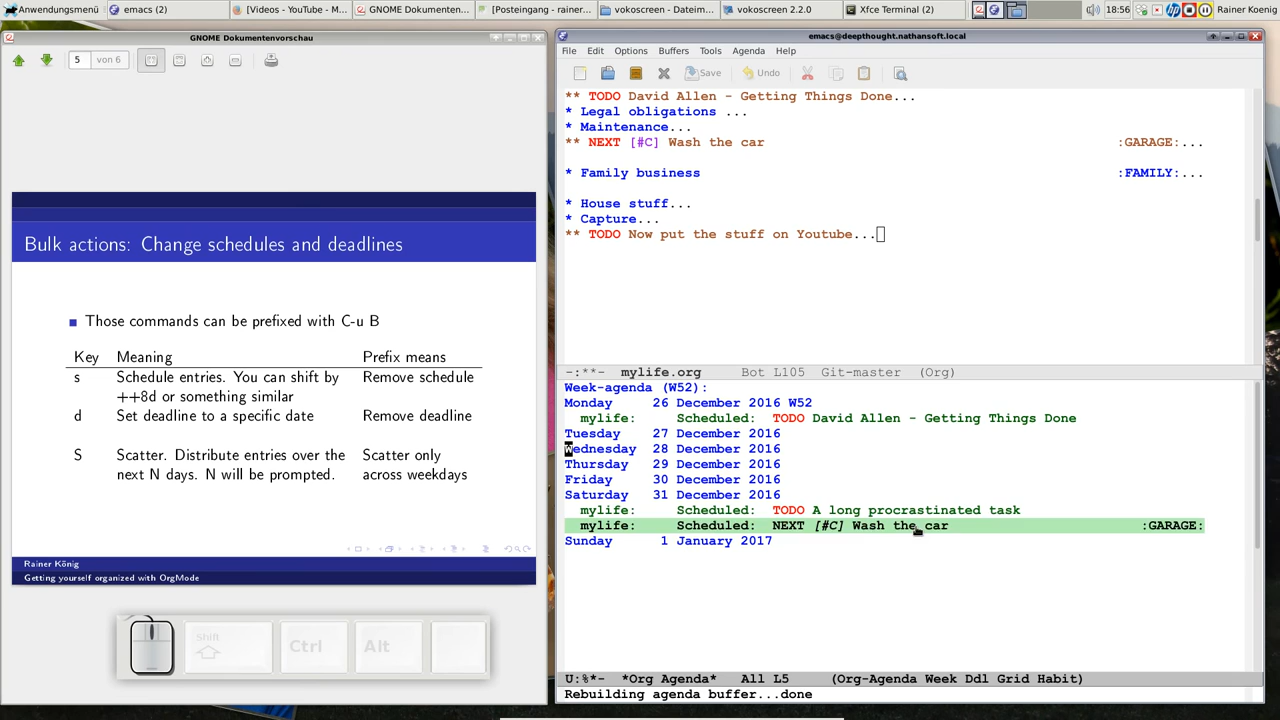 Anwendungsmenü
emacs (2)
[Videos - YouTube - M...
GNOME Dokumenten...
[Posteingang - rainer...
vokoscreen - Dateim...
vokoscreen 2.2.0
Xfce Terminal (2)
18:56
Rainer Koenig
GNOME Dokumentenvorschau
5 von 6
Bulk actions: Change schedules and deadlines
Those commands can be prefixed with C-u B
Key Meaning Prefix means
s Schedule entries. You can shift by Remove schedule
++8d or something similar
d Set deadline to a specific date Remove deadline
S Scatter. Distribute entries over the Scatter only
next N days. N will be prompted. across weekdays
Rainer König
Getting yourself organized with OrgMode
Shift
Ctrl
Alt
emacs@deepthought.nathansoft.local
File Edit Options Buffers Tools Agenda Help
Save Undo
** TODO David Allen - Getting Things Done...
* Legal obligations ...
* Maintenance...
** NEXT [#C] Wash the car :GARAGE:...
* Family business :FAMILY:...
* House stuff...
* Capture...
** TODO Now put the stuff on Youtube...
-:**- mylife.org Bot L105 Git-master (Org)
Week-agenda (W52):
Monday 26 December 2016 W52
mylife: Scheduled: TODO David Allen - Getting Things Done
Tuesday 27 December 2016
Wednesday 28 December 2016
Thursday 29 December 2016
Friday 30 December 2016
Saturday 31 December 2016
mylife: Scheduled: TODO A long procrastinated task
mylife: Scheduled: NEXT [#C] Wash the car :GARAGE:
Sunday 1 January 2017
U:%*- *Org Agenda* All L5 (Org-Agenda Week Ddl Grid Habit)
Rebuilding agenda buffer...done